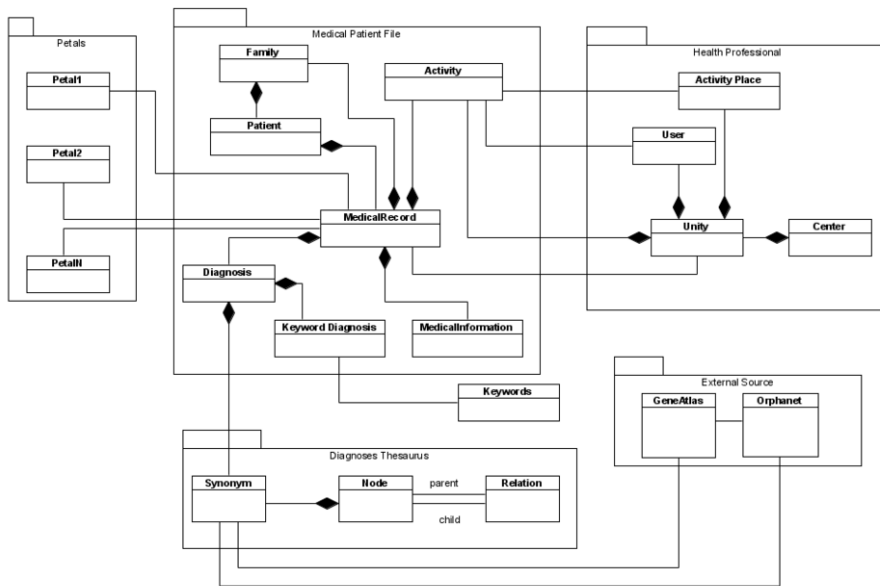 Petals
Petal1
Petal2
PetalN
Medical Patient File
Family
Patient
Activity
MedicalRecord
Diagnosis
Keyword Diagnosis
MedicalInformation
Health Professional
Activity Place
User
Unity
Center
Keywords
External Source
GeneAtlas
Orphanet
Diagnoses Thesaurus
Synonym
Node
parent
child
Relation